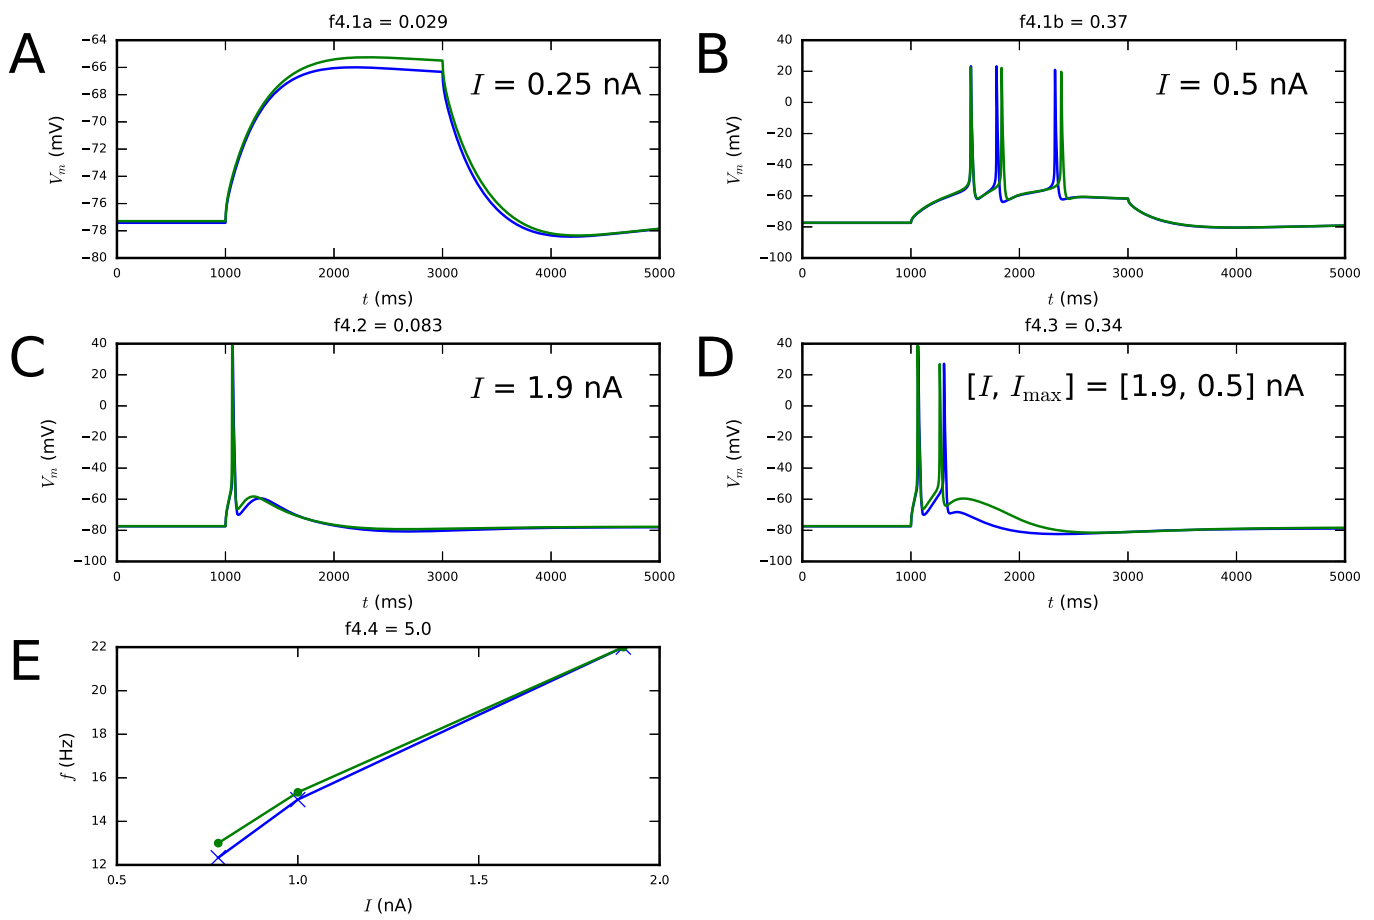 A
f4.1a = 0.029
I = 0.25 nA
V_m (mV)
−64
−66
−68
−70
−72
−74
−76
−78
−80
0 1000 2000 3000 4000 5000
t (ms)
B
f4.1b = 0.37
I = 0.5 nA
V_m (mV)
40
20
0
−20
−40
−60
−80
−100
0 1000 2000 3000 4000 5000
t (ms)
C
f4.2 = 0.083
I = 1.9 nA
V_m (mV)
40
20
0
−20
−40
−60
−80
−100
0 1000 2000 3000 4000 5000
t (ms)
D
f4.3 = 0.34
[I, I_max] = [1.9, 0.5] nA
V_m (mV)
40
20
0
−20
−40
−60
−80
−100
0 1000 2000 3000 4000 5000
t (ms)
E
f4.4 = 5.0
f (Hz)
22
20
18
16
14
12
0.5 1.0 1.5 2.0
I (nA)